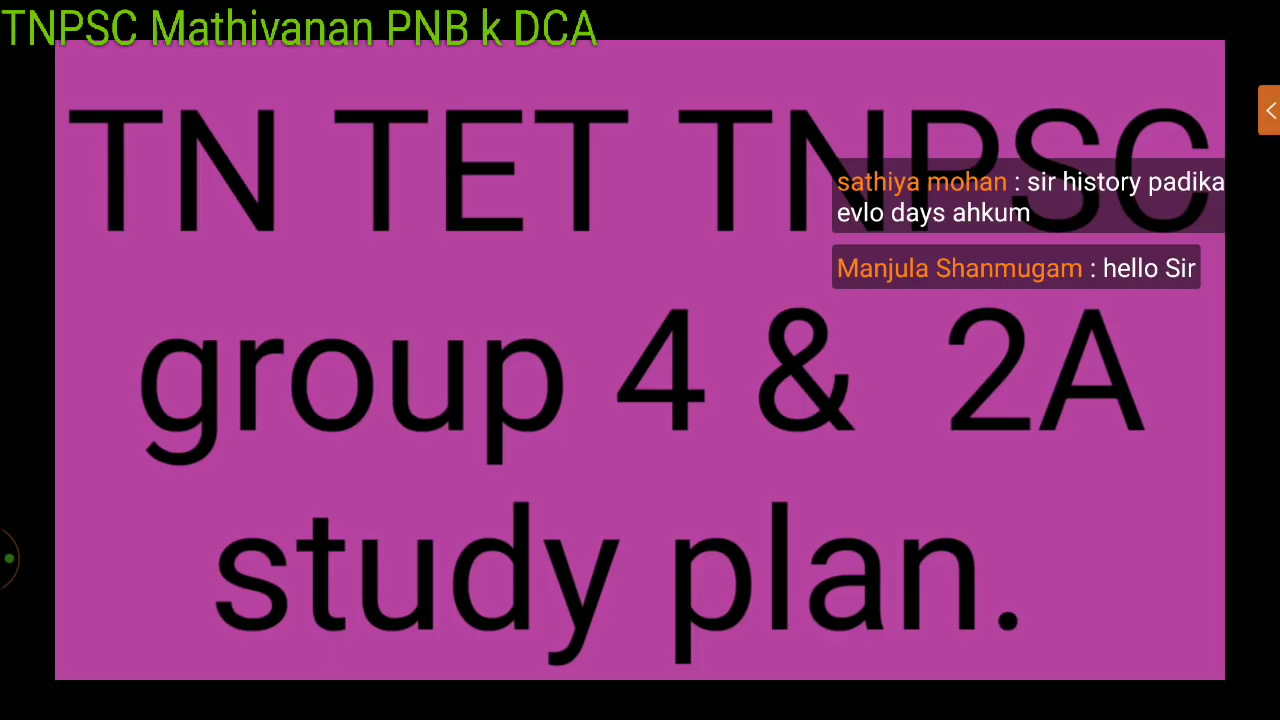 TNPSC Mathivanan PNB k DCA
TN TET TNPSC
sathiya mohan : sir history padika
evlo days ahkum
Manjula Shanmugam : hello Sir
group 4 & 2A
study plan.